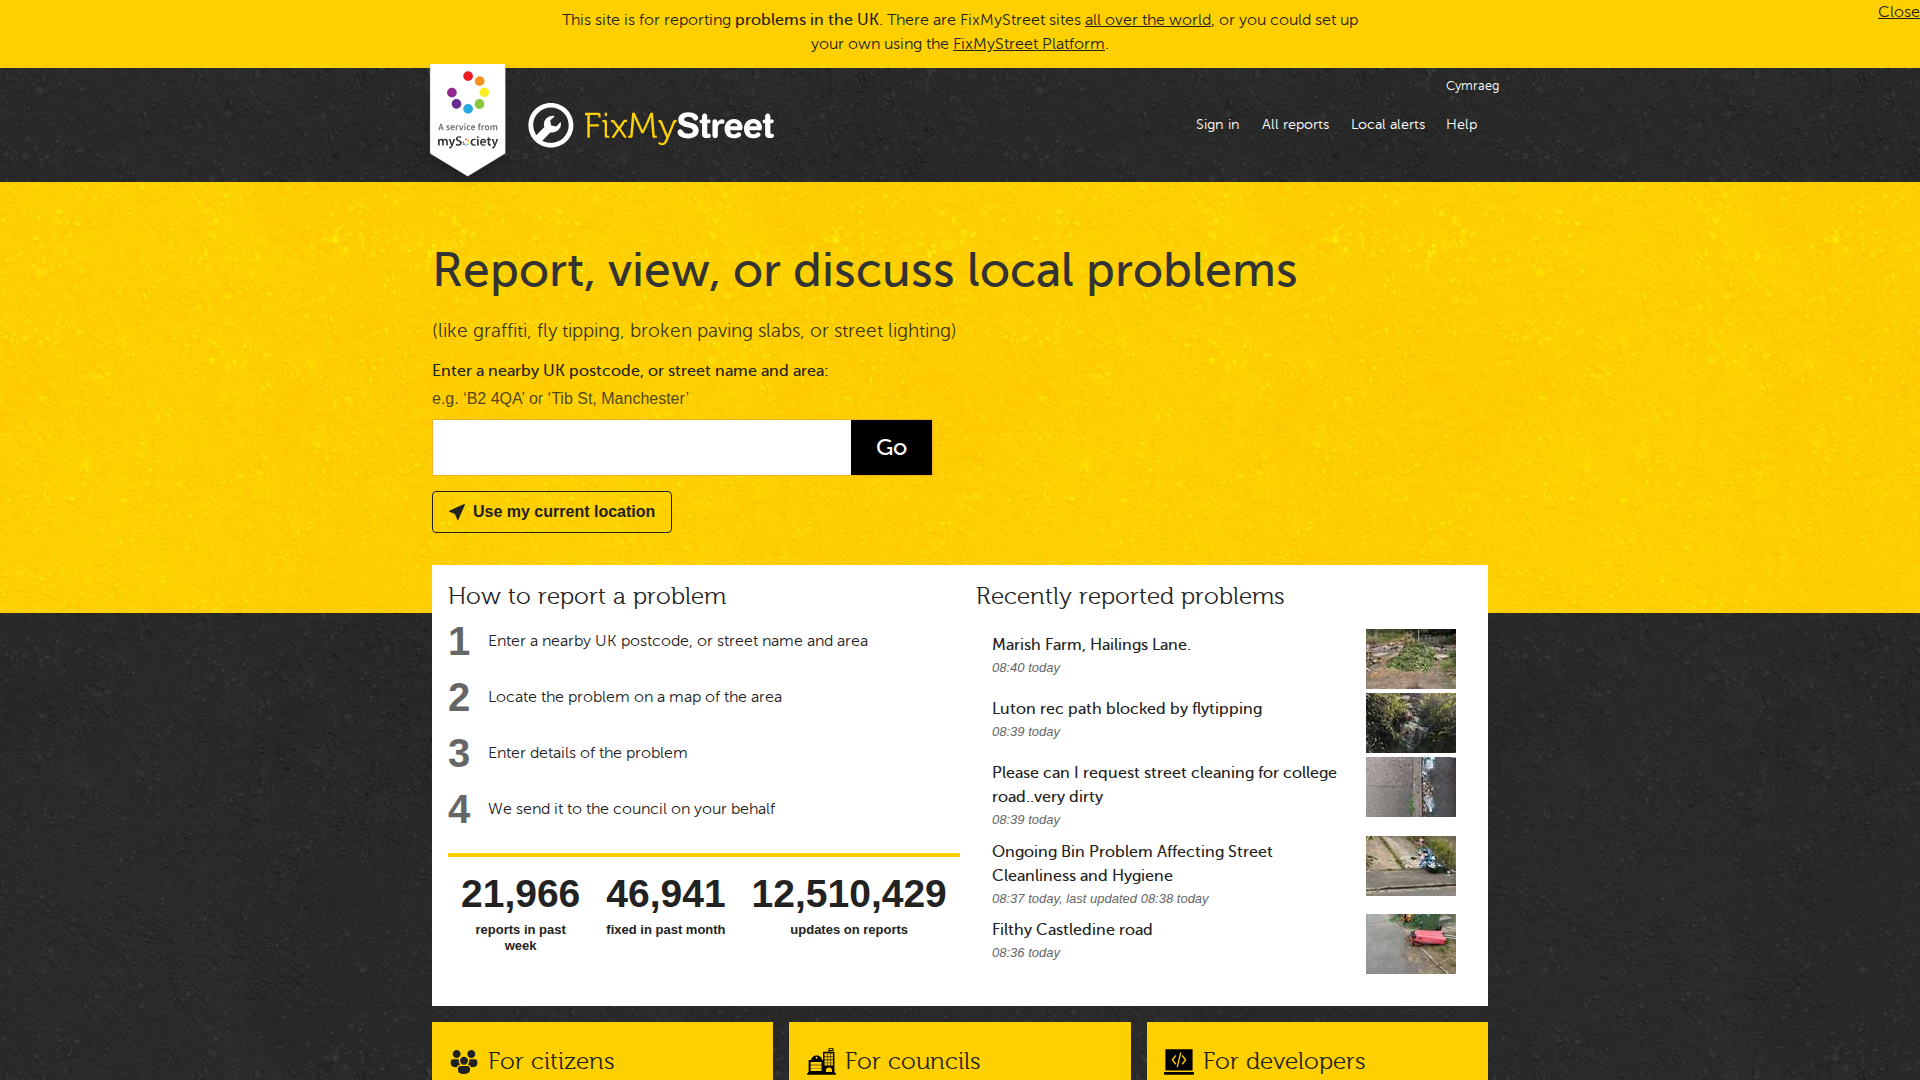 This site is for reporting problems in the UK. There are FixMyStreet sites all over the world, or you could set up
your own using the FixMyStreet Platform.
Close
A service from
mySociety
FixMyStreet
Cymraeg
Sign in
All reports
Local alerts
Help
Report, view, or discuss local problems
(like graffiti, fly tipping, broken paving slabs, or street lighting)
Enter a nearby UK postcode, or street name and area:
e.g. ‘B2 4QA’ or ‘Tib St, Manchester’
Go
Use my current location
How to report a problem
1 Enter a nearby UK postcode, or street name and area
2 Locate the problem on a map of the area
3 Enter details of the problem
4 We send it to the council on your behalf
21,966
reports in past
week
46,941
fixed in past month
12,510,429
updates on reports
Recently reported problems
Marish Farm, Hailings Lane.
08:40 today
Luton rec path blocked by flytipping
08:39 today
Please can I request street cleaning for college
road..very dirty
08:39 today
Ongoing Bin Problem Affecting Street
Cleanliness and Hygiene
08:37 today, last updated 08:38 today
Filthy Castledine road
08:36 today
For citizens
For councils
For developers